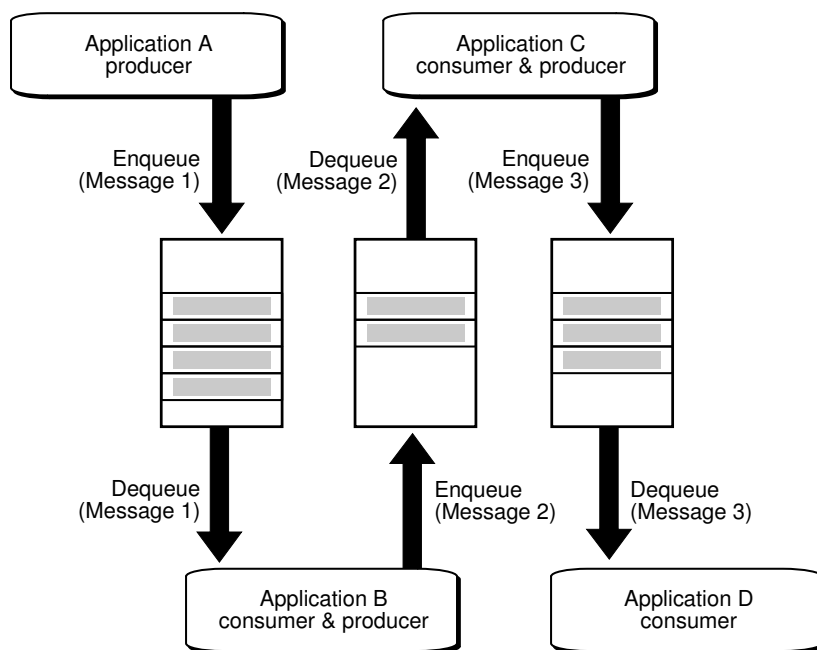 Application A
producer
Application C
consumer & producer
Enqueue
(Message 1)
Dequeue
(Message 2)
Enqueue
(Message 3)
Dequeue
(Message 1)
Enqueue
(Message 2)
Dequeue
(Message 3)
Application B
consumer & producer
Application D
consumer